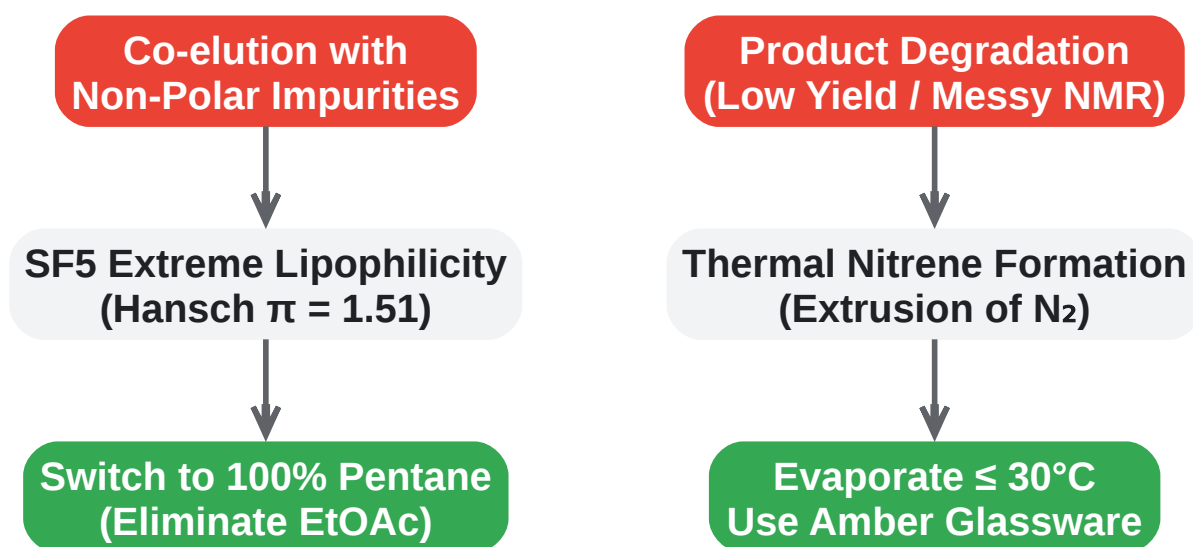 Co-elution with
Non-Polar Impurities
SF5 Extreme Lipophilicity
(Hansch π = 1.51)
Switch to 100% Pentane
(Eliminate EtOAc)
Product Degradation
(Low Yield / Messy NMR)
Thermal Nitrene Formation
(Extrusion of N₂)
Evaporate ≤ 30°C
Use Amber Glassware